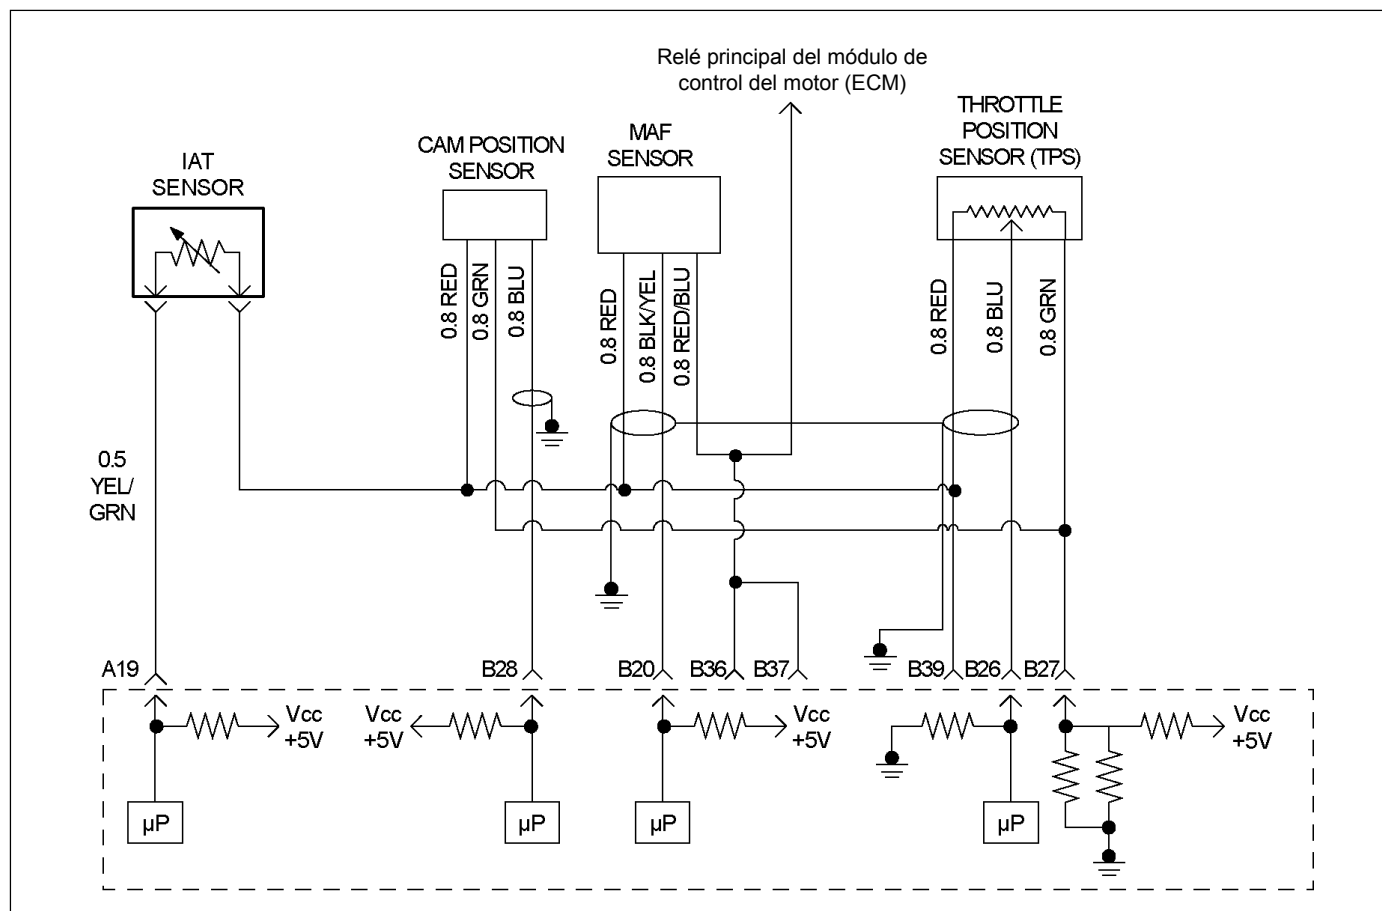 Relé principal del módulo de
control del motor (ECM)
THROTTLE
POSITION
SENSOR (TPS)
MAF
SENSOR
CAM POSITION
SENSOR
IAT
SENSOR
0.8 RED
0.8 GRN
0.8 BLU
0.8 RED
0.8 BLK/YEL
0.8 RED/BLU
0.8 RED
0.8 BLU
0.8 GRN
0.5
YEL/
GRN
A19
B28
B20
B36
B37
B39
B26
B27
Vcc
+5V
Vcc
+5V
Vcc
+5V
Vcc
+5V
µP
µP
µP
µP